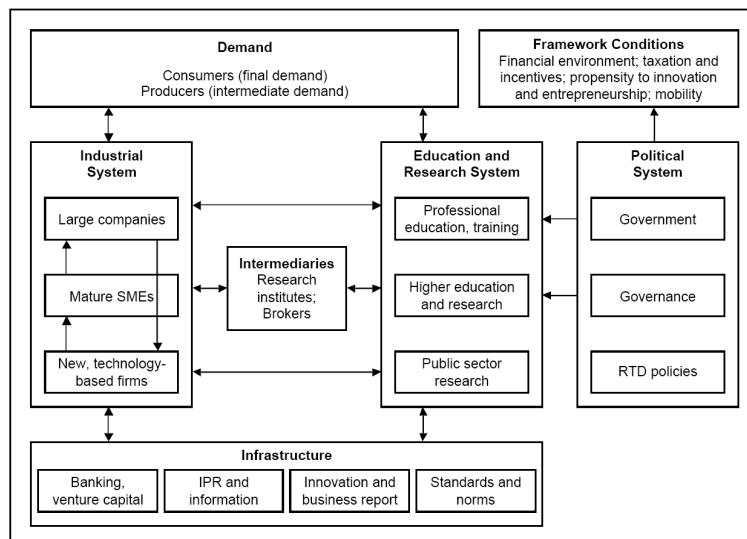 Demand
Consumers (final demand)
Producers (intermediate demand)
Framework Conditions
Financial environment; taxation and
incentives; propensity to innovation
and entrepreneurship; mobility
Industrial
System
Large companies
Mature SMEs
New, technology-
based firms
Intermediaries
Research
institutes;
Brokers
Education and
Research System
Professional
education, training
Higher education
and research
Public sector
research
Political
System
Government
Governance
RTD policies
Infrastructure
Banking,
venture capital
IPR and
information
Innovation and
business report
Standards and
norms